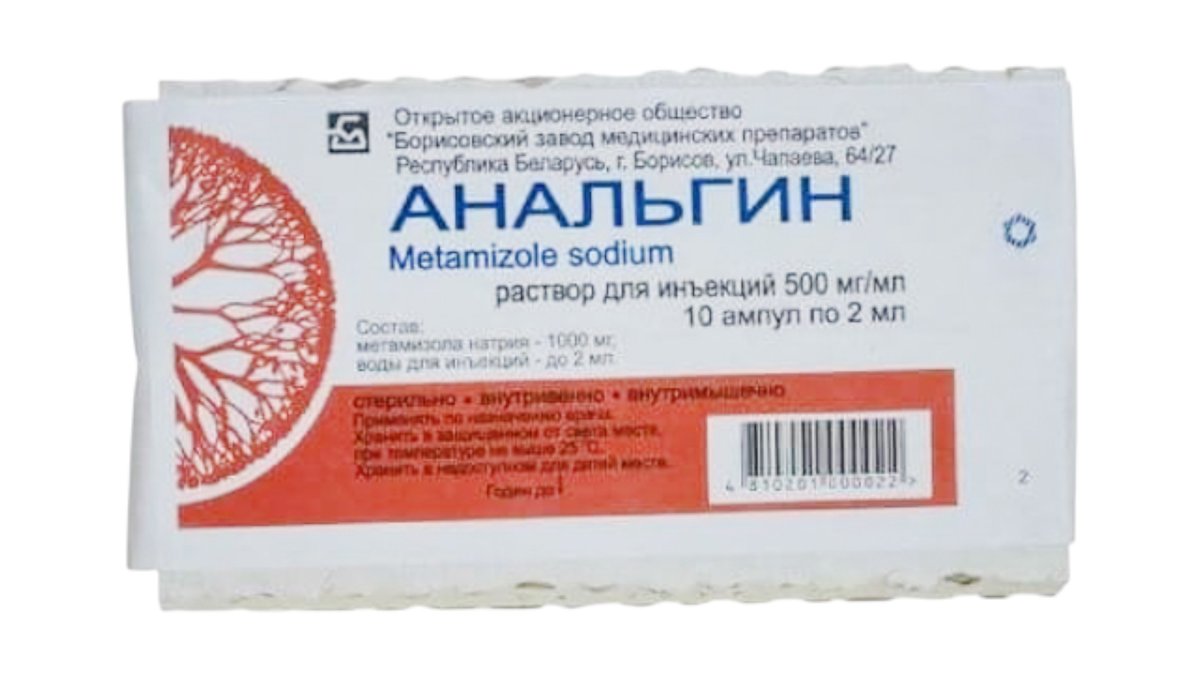 Открытое акционерное общество
"Борисовский завод медицинских препаратов"
Республика Беларусь, г. Борисов, ул.Чапаева, 64/27
АНАЛЬГИН
Metamizole sodium
раствор для инъекций 500 мг/мл
10 ампул по 2 мл
Состав:
метамизола натрия - 1000 мг,
воды для инъекций - до 2 мл.
стерильно • внутривенно • внутримышечно
Применять по назначению врача.
Хранить в защищенном от света месте,
при температуре не выше 25 °C.
Хранить в недоступном для детей месте.
Годен до
4 810201 000022 >
2